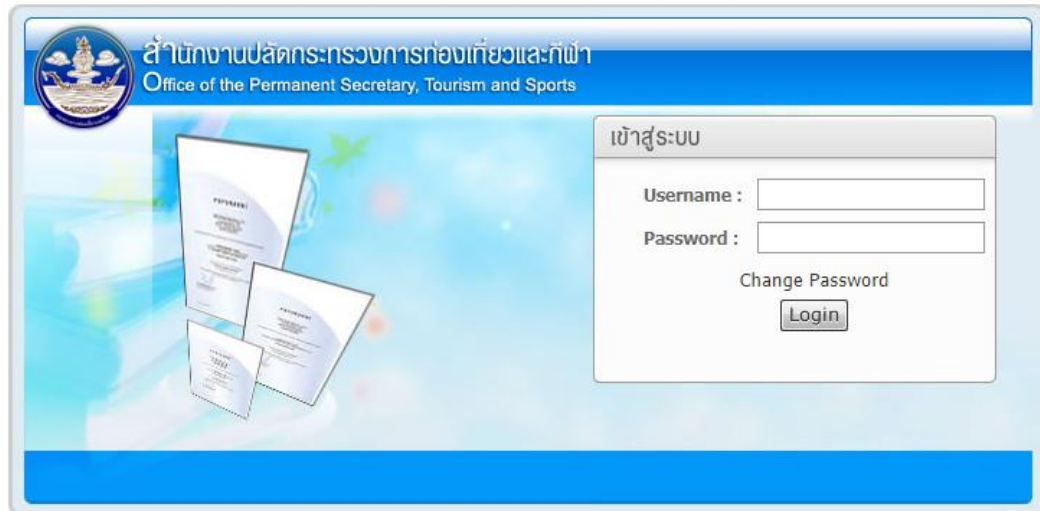 สำนักงานปลัดกระทรวงการท่องเที่ยวและกีฬา
Office of the Permanent Secretary, Tourism and Sports
เข้าสู่ระบบ
Username :
Password :
Change Password
Login